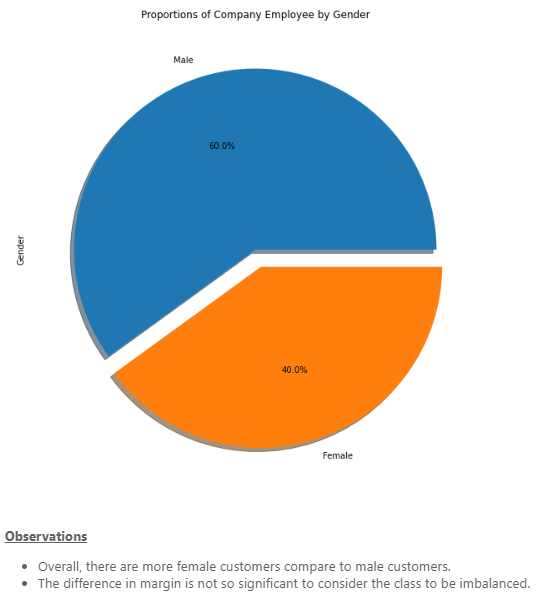 Proportions of Company Employee by Gender
Male
60.0%
Gender
40.0%
Female
Observations
Overall, there are more female customers compare to male customers.
The difference in margin is not so significant to consider the class to be imbalanced.